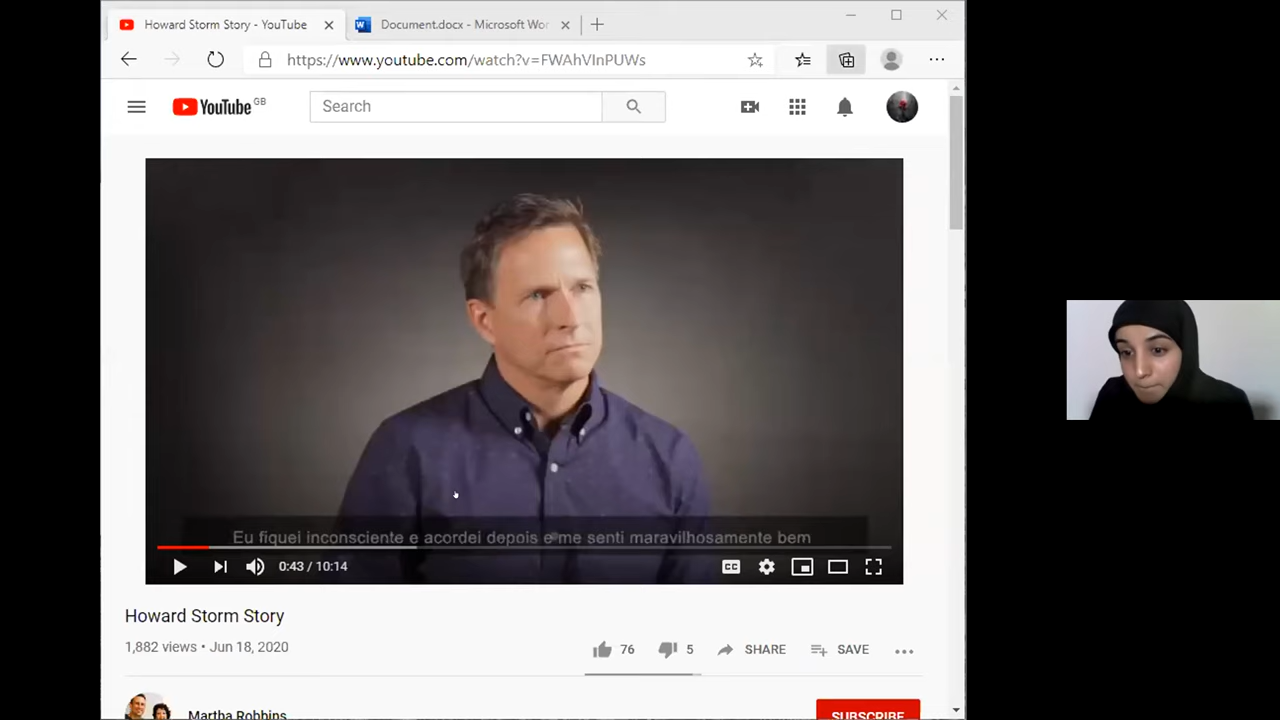 Howard Storm Story - YouTube
Document.docx - Microsoft Wor
https://www.youtube.com/watch?v=FWAhVInPUWs
YouTube GB
Search
Eu fiquei inconsciente e acordei depois e me senti maravilhosamente bem
0:43 / 10:14
CC
Howard Storm Story
1,882 views • Jun 18, 2020
76
5
SHARE
SAVE
Martha Robbins
SUBSCRIBE